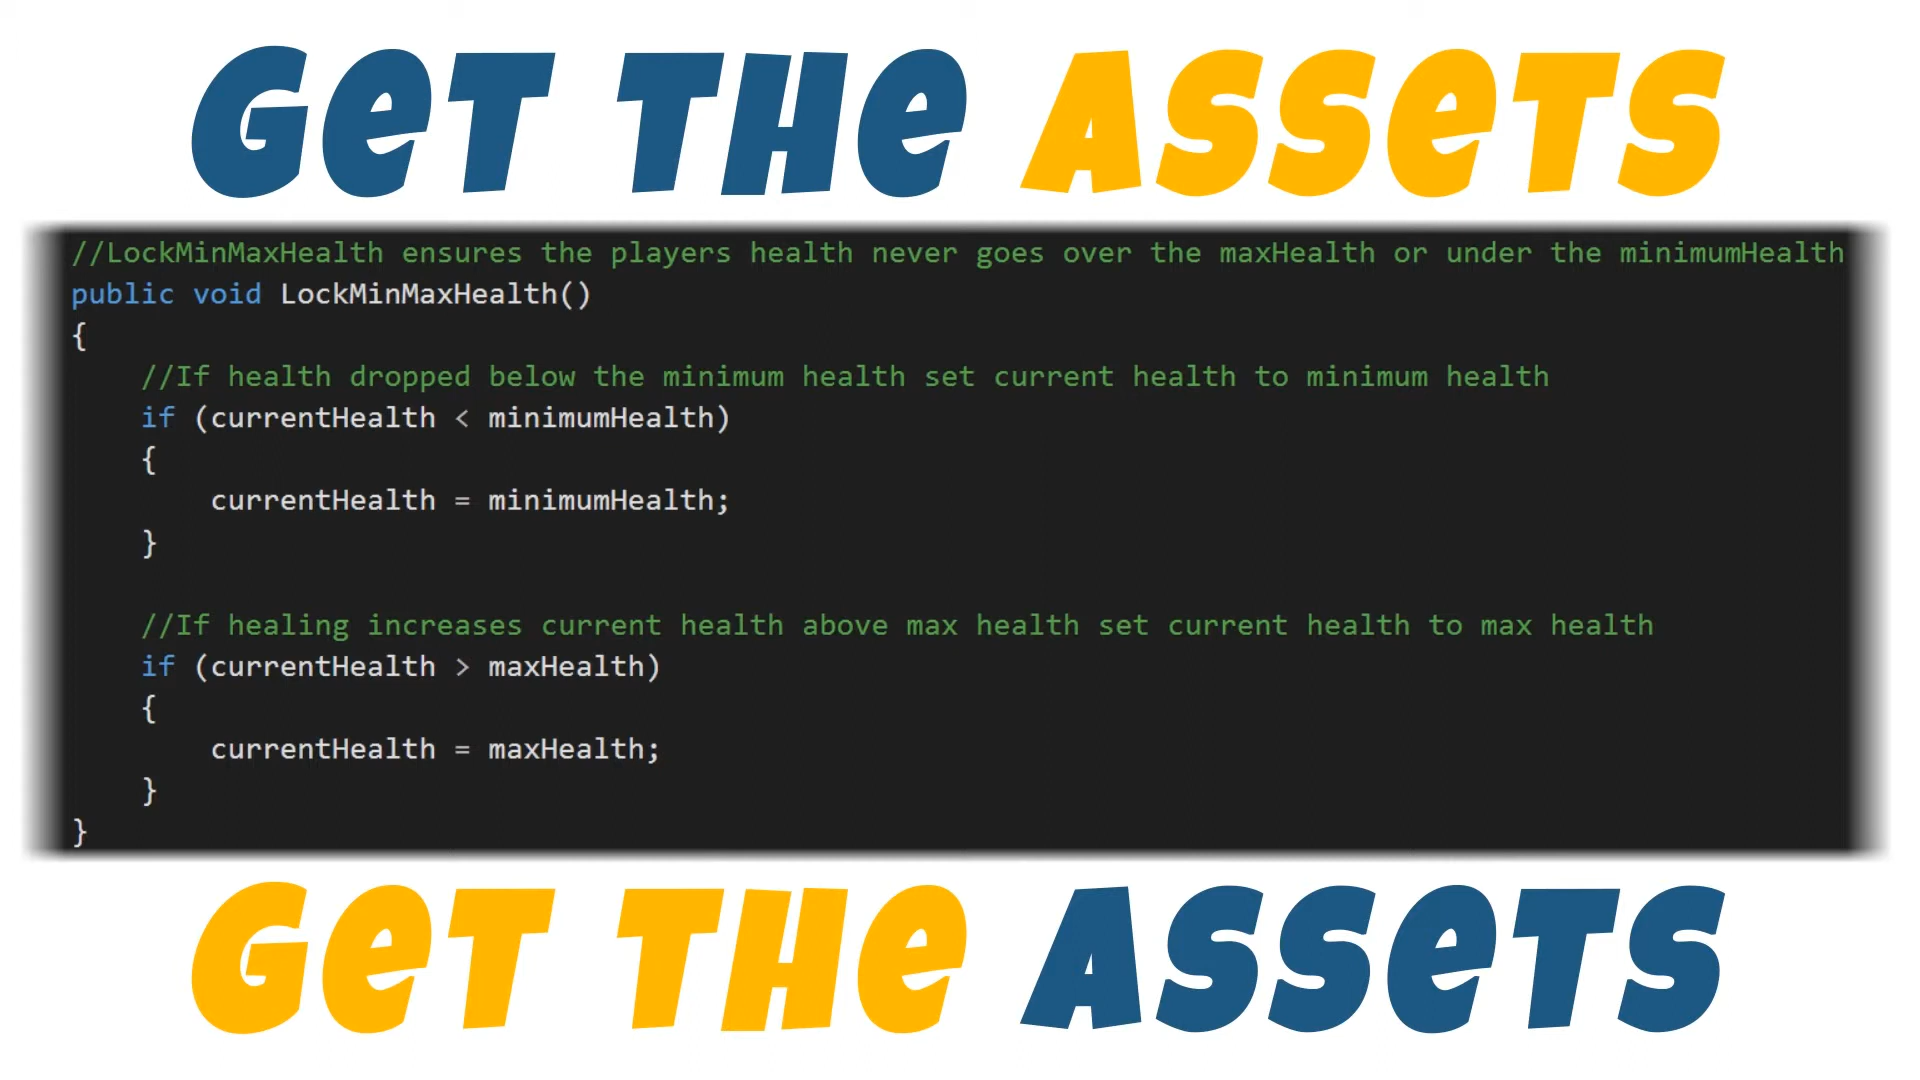 GeT THe ASSeTS
//LockMinMaxHealth ensures the players health never goes over the maxHealth or under the minimumHealth
public void LockMinMaxHealth()
{
    //If health dropped below the minimum health set current health to minimum health
    if (currentHealth < minimumHealth)
    {
        currentHealth = minimumHealth;
    }

    //If healing increases current health above max health set current health to max health
    if (currentHealth > maxHealth)
    {
        currentHealth = maxHealth;
    }
}
GeT THe ASSeTS